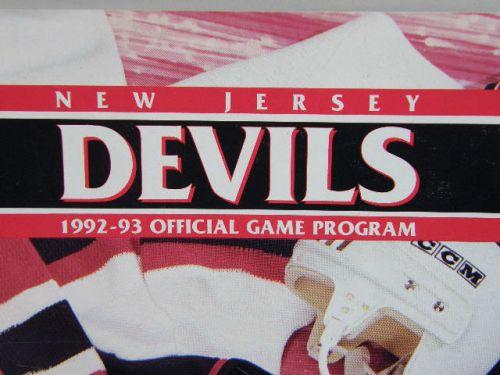 NEW JERSEY
DEVILS
1992-93 OFFICIAL GAME PROGRAM
CCM